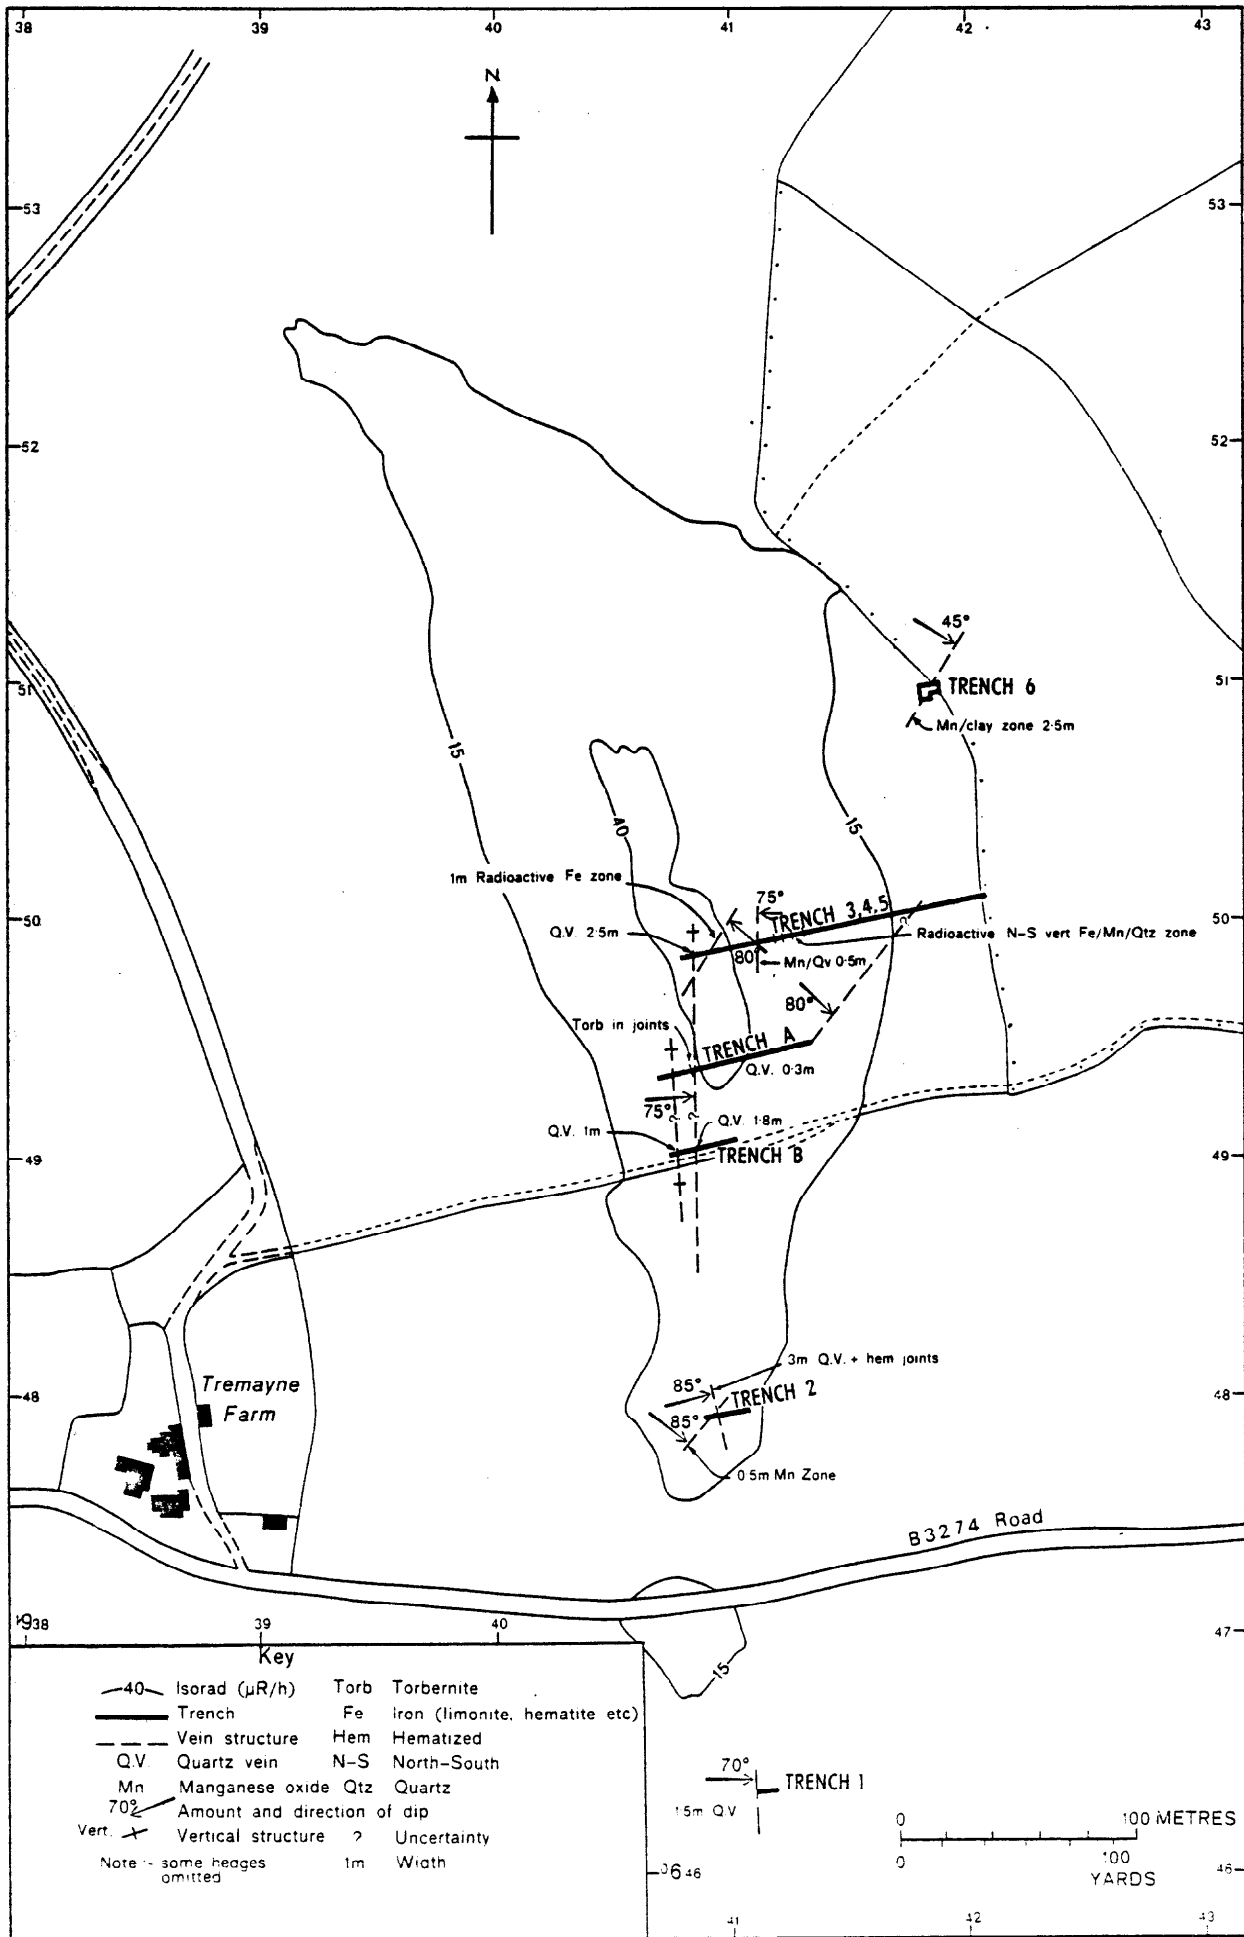 38
39
40
41
42
43
N
53
53
52
52
45°
51
51
TRENCH 6
Mn/clay zone 2·5m
15
40
15
1m Radioactive Fe zone
75°
50
50
TRENCH 3,4,5
Q.V. 2·5m
Radioactive N-S vert Fe/Mn/Qtz zone
?
80°
Mn/Qv 0·5m
80°
Torb in joints
TRENCH A
Q.V. 0·3m
75°
?
?
Q.V. 1·8m
Q.V. 1m
49
TRENCH B
49
3m Q.V. + hem joints
85°
TRENCH 2
48
48
Tremayne
Farm
85°
0·5m Mn Zone
B3274 Road
38
39
40
47
15
Key
40 Isorad (µR/h) Torb Torbernite
Trench Fe Iron (limonite, hematite etc)
Vein structure Hem Hematized
Q.V. Quartz vein N-S North-South
Mn Manganese oxide Qtz Quartz
70° Amount and direction of dip
Vert. Vertical structure ? Uncertainty
Note :- some hedges 1m Width
omitted
70°
TRENCH 1
1·5m Q.V
0 100 METRES
0 100
YARDS
46
46
41
42
43